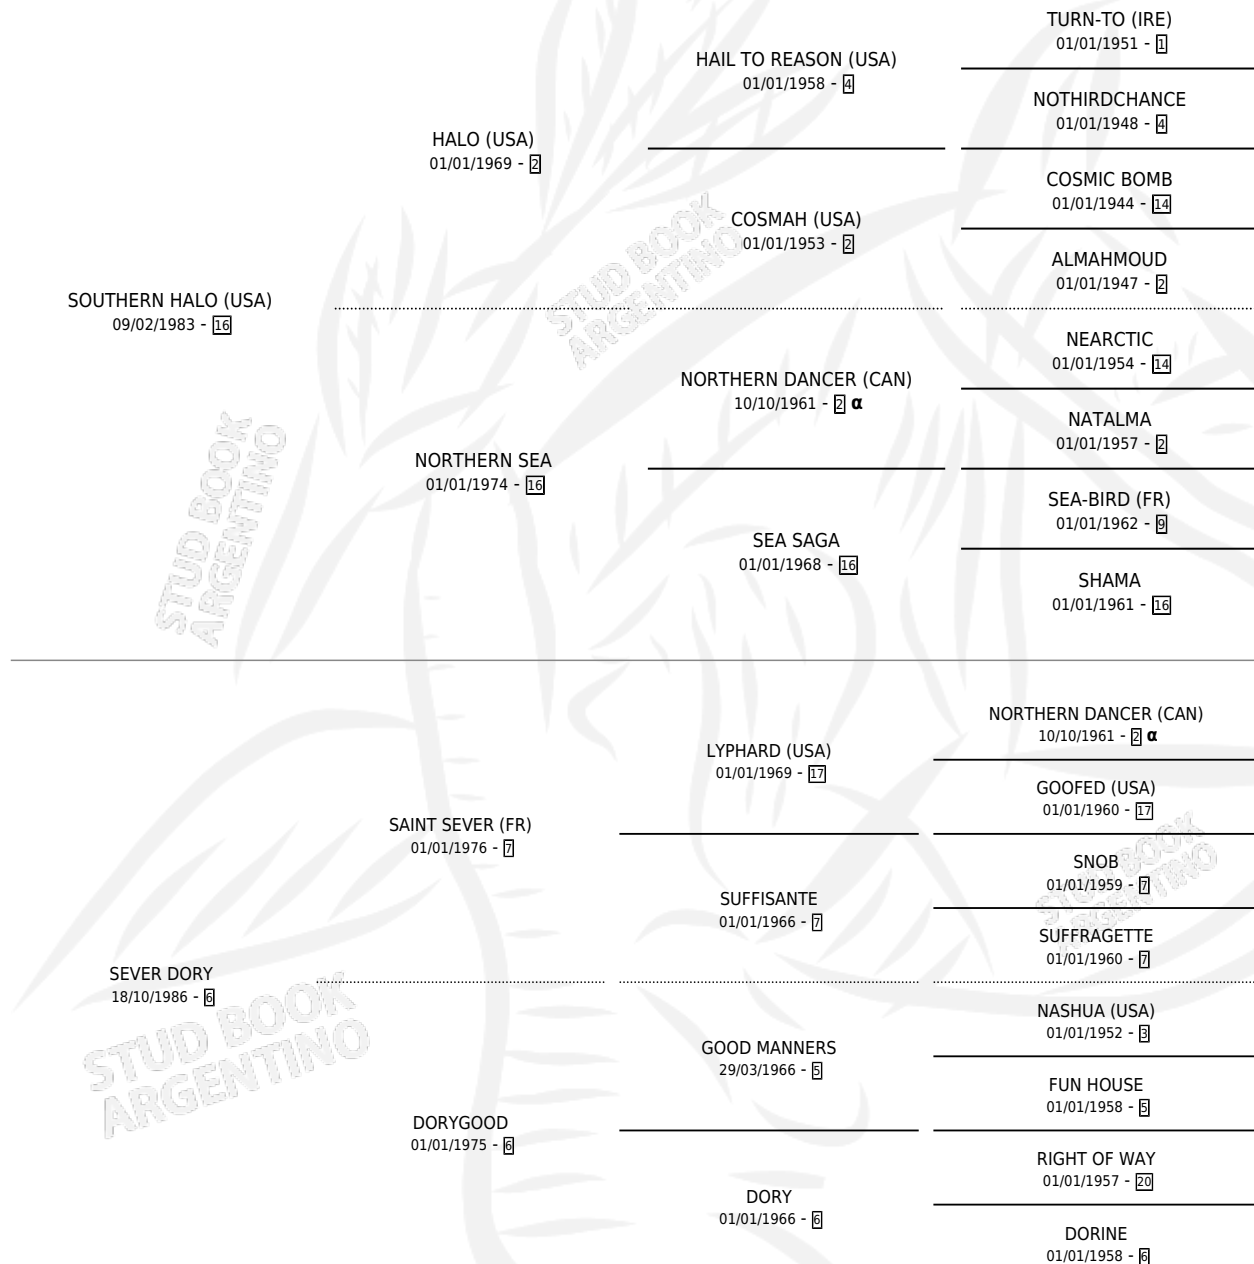 TURN-TO (IRE)
01/01/1951 - 1
HAIL TO REASON (USA)
01/01/1958 - 4
NOTHIRDCHANCE
01/01/1948 - 4
HALO (USA)
01/01/1969 - 2
COSMIC BOMB
01/01/1944 - 14
COSMAH (USA)
01/01/1953 - 2
ALMAHMOUD
01/01/1947 - 2
STUD BOOK
ARGENTINO
SOUTHERN HALO (USA)
09/02/1983 - 16
NEARCTIC
01/01/1954 - 14
NORTHERN DANCER (CAN)
10/10/1961 - 2 α
NATALMA
01/01/1957 - 2
NORTHERN SEA
01/01/1974 - 16
SEA-BIRD (FR)
01/01/1962 - 9
SEA SAGA
01/01/1968 - 16
SHAMA
01/01/1961 - 16
STUD BOOK
ARGENTINO
NORTHERN DANCER (CAN)
10/10/1961 - 2 α
LYPHARD (USA)
01/01/1969 - 17
GOOFED (USA)
01/01/1960 - 17
SAINT SEVER (FR)
01/01/1976 - 7
SNOB
01/01/1959 - 7
STUD BOOK
ARGENTINO
SUFFISANTE
01/01/1966 - 7
SUFFRAGETTE
01/01/1960 - 7
SEVER DORY
18/10/1986 - 6
STUD BOOK
ARGENTINO
NASHUA (USA)
01/01/1952 - 3
GOOD MANNERS
29/03/1966 - 5
FUN HOUSE
01/01/1958 - 5
DORYGOOD
01/01/1975 - 6
RIGHT OF WAY
01/01/1957 - 20
DORY
01/01/1966 - 6
DORINE
01/01/1958 - 6